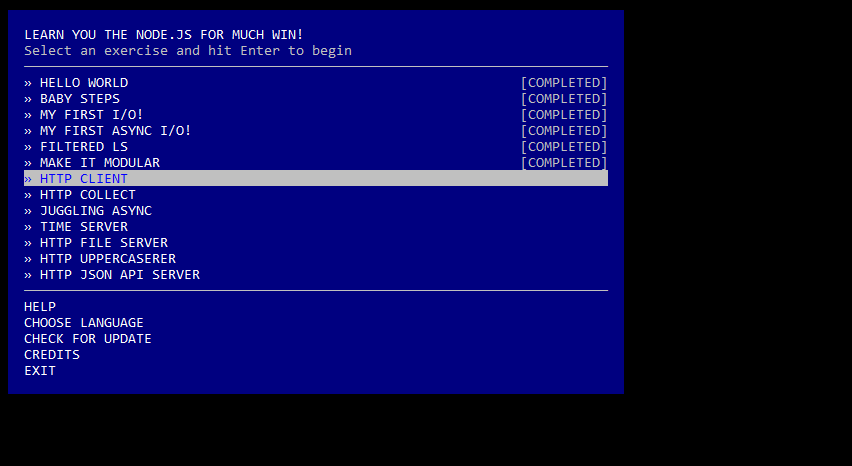 LEARN YOU THE NODE.JS FOR MUCH WIN!
Select an exercise and hit Enter to begin
» HELLO WORLD [COMPLETED]
» BABY STEPS [COMPLETED]
» MY FIRST I/O! [COMPLETED]
» MY FIRST ASYNC I/O! [COMPLETED]
» FILTERED LS [COMPLETED]
» MAKE IT MODULAR [COMPLETED]
» HTTP CLIENT
» HTTP COLLECT
» JUGGLING ASYNC
» TIME SERVER
» HTTP FILE SERVER
» HTTP UPPERCASERER
» HTTP JSON API SERVER
HELP
CHOOSE LANGUAGE
CHECK FOR UPDATE
CREDITS
EXIT